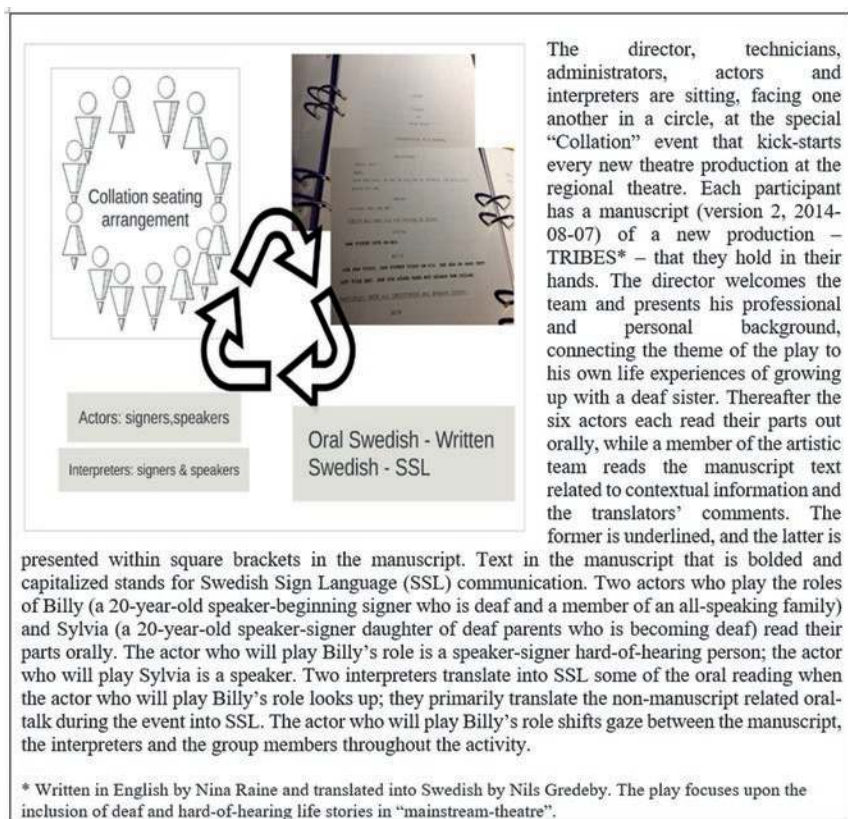 Collation seating
arrangement
Actors: signers,speakers
Interpreters: signers & speakers
Oral Swedish - Written
Swedish - SSL
The director, technicians,
administrators, actors and
interpreters are sitting, facing one
another in a circle, at the special
“Collation” event that kick-starts
every new theatre production at the
regional theatre. Each participant
has a manuscript (version 2, 2014-
08-07) of a new production –
TRIBES* – that they hold in their
hands. The director welcomes the
team and presents his professional
and personal background,
connecting the theme of the play to
his own life experiences of growing
up with a deaf sister. Thereafter the
six actors each read their parts out
orally, while a member of the artistic
team reads the manuscript text
related to contextual information and
the translators’ comments. The
former is underlined, and the latter is
presented within square brackets in the manuscript. Text in the manuscript that is bolded and
capitalized stands for Swedish Sign Language (SSL) communication. Two actors who play the roles
of Billy (a 20-year-old speaker-beginning signer who is deaf and a member of an all-speaking family)
and Sylvia (a 20-year-old speaker-signer daughter of deaf parents who is becoming deaf) read their
parts orally. The actor who will play Billy’s role is a speaker-signer hard-of-hearing person; the actor
who will play Sylvia is a speaker. Two interpreters translate into SSL some of the oral reading when
the actor who will play Billy’s role looks up; they primarily translate the non-manuscript related oral-
talk during the event into SSL. The actor who will play Billy’s role shifts gaze between the manuscript,
the interpreters and the group members throughout the activity.
* Written in English by Nina Raine and translated into Swedish by Nils Gredeby. The play focuses upon the
inclusion of deaf and hard-of-hearing life stories in “mainstream-theatre”.